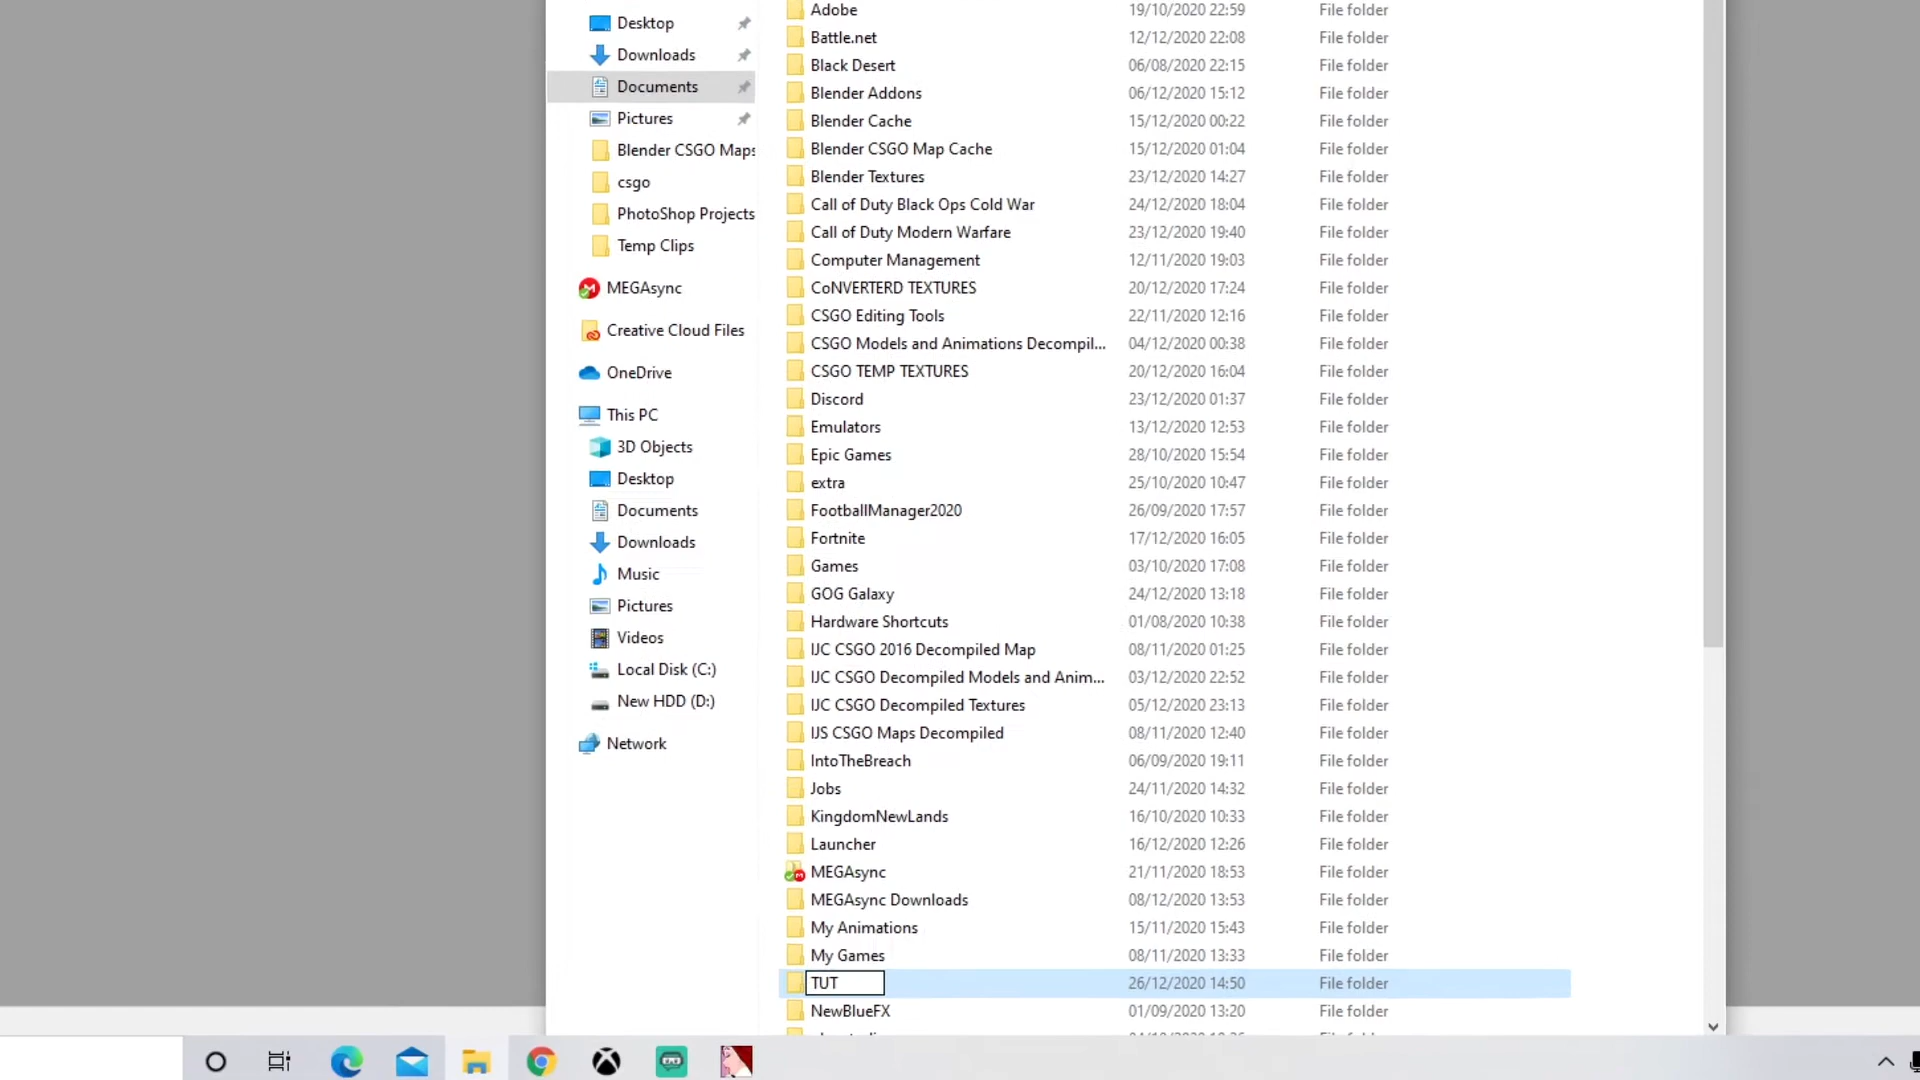 Desktop
Downloads
Documents
Pictures
Blender CSGO Maps
csgo
PhotoShop Projects
Temp Clips
MEGAsync
Creative Cloud Files
OneDrive
This PC
3D Objects
Desktop
Documents
Downloads
Music
Pictures
Videos
Local Disk (C:)
New HDD (D:)
Network
Adobe 19/10/2020 22:59 File folder
Battle.net 12/12/2020 22:08 File folder
Black Desert 06/08/2020 22:15 File folder
Blender Addons 06/12/2020 15:12 File folder
Blender Cache 15/12/2020 00:22 File folder
Blender CSGO Map Cache 15/12/2020 01:04 File folder
Blender Textures 23/12/2020 14:27 File folder
Call of Duty Black Ops Cold War 24/12/2020 18:04 File folder
Call of Duty Modern Warfare 23/12/2020 19:40 File folder
Computer Management 12/11/2020 19:03 File folder
CoNVERTERD TEXTURES 20/12/2020 17:24 File folder
CSGO Editing Tools 22/11/2020 12:16 File folder
CSGO Models and Animations Decompil... 04/12/2020 00:38 File folder
CSGO TEMP TEXTURES 20/12/2020 16:04 File folder
Discord 23/12/2020 01:37 File folder
Emulators 13/12/2020 12:53 File folder
Epic Games 28/10/2020 15:54 File folder
extra 25/10/2020 10:47 File folder
FootballManager2020 26/09/2020 17:57 File folder
Fortnite 17/12/2020 16:05 File folder
Games 03/10/2020 17:08 File folder
GOG Galaxy 24/12/2020 13:18 File folder
Hardware Shortcuts 01/08/2020 10:38 File folder
IJC CSGO 2016 Decompiled Map 08/11/2020 01:25 File folder
IJC CSGO Decompiled Models and Anim... 03/12/2020 22:52 File folder
IJC CSGO Decompiled Textures 05/12/2020 23:13 File folder
IJS CSGO Maps Decompiled 08/11/2020 12:40 File folder
IntoTheBreach 06/09/2020 19:11 File folder
Jobs 24/11/2020 14:32 File folder
KingdomNewLands 16/10/2020 10:33 File folder
Launcher 16/12/2020 12:26 File folder
MEGAsync 21/11/2020 18:53 File folder
MEGAsync Downloads 08/12/2020 13:53 File folder
My Animations 15/11/2020 15:43 File folder
My Games 08/11/2020 13:33 File folder
TUT 26/12/2020 14:50 File folder
NewBlueFX 01/09/2020 13:20 File folder